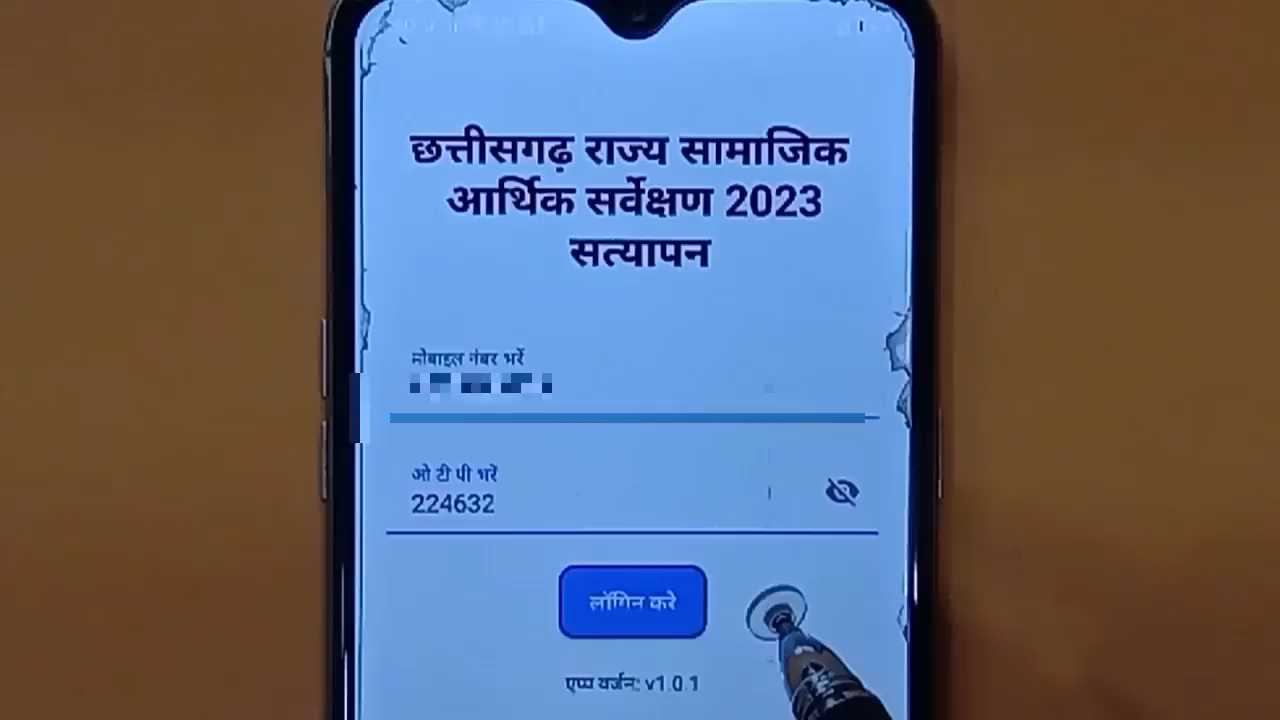 छत्तीसगढ़ राज्य सामाजिक
आर्थिक सर्वेक्षण 2023
सत्यापन
मोबाइल नंबर भरें
ओ टी पी भरें
224632
लॉगिन करे
एप्प वर्जन: v1.0.1